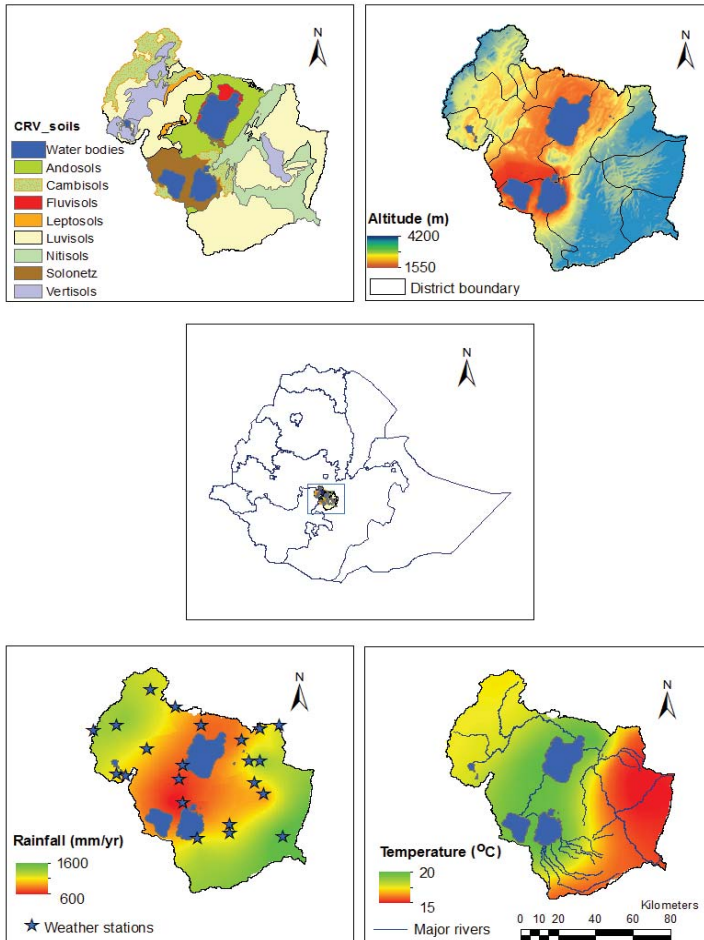 N
CRV_soils
Water bodies
Andosols
Cambisols
Fluvisols
Leptosols
Luvisols
Nitisols
Solonetz
Vertisols
N
Altitude (m)
4200
1550
District boundary
N
N
Rainfall (mm/yr)
1600
600
Weather stations
N
Temperature (OC)
20
15
Major rivers
Kilometers
0 10 20 40 60 80